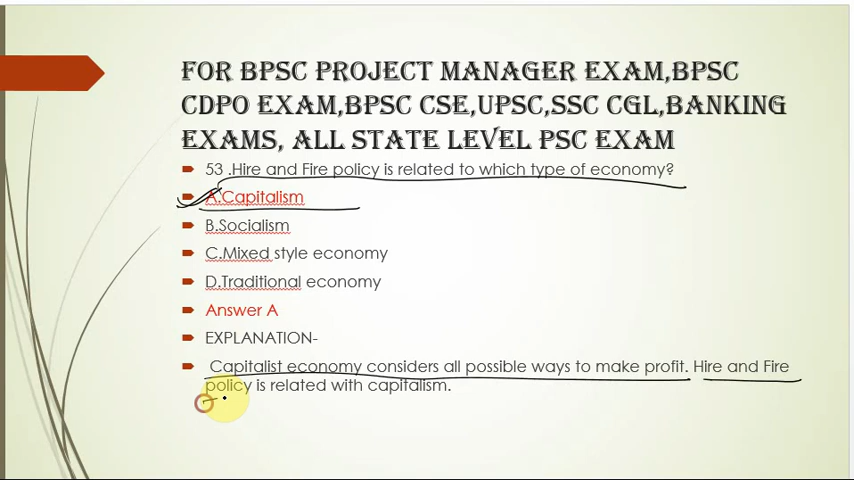 FOR BPSC PROJECT MANAGER EXAM,BPSC
CDPO EXAM,BPSC CSE,UPSC,SSC CGL,BANKING
EXAMS, ALL STATE LEVEL PSC EXAM
53 .Hire and Fire policy is related to which type of economy?
A.Capitalism
B.Socialism
C.Mixed style economy
D.Traditional economy
Answer A
EXPLANATION-
Capitalist economy considers all possible ways to make profit. Hire and Fire
policy is related with capitalism.